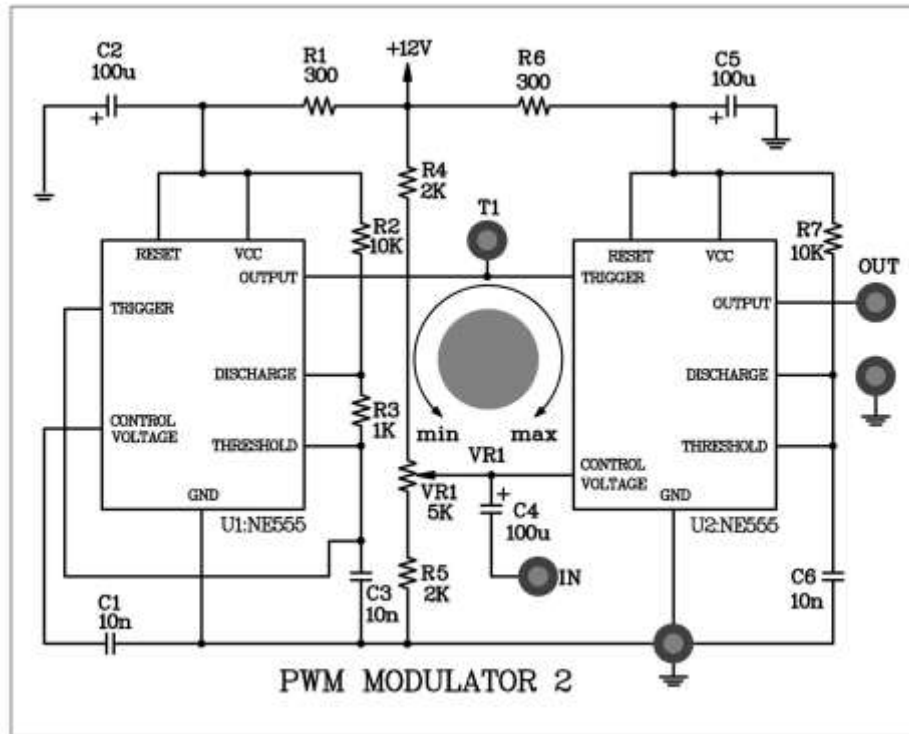 C2
100u
R1
300
+12V
R6
300
C5
100u
R4
2K
T1
R2
10K
R7
10K
RESET
VCC
OUTPUT
TRIGGER
DISCHARGE
CONTROL
VOLTAGE
THRESHOLD
GND
U1:NE555
R3
1K
min
max
VR1
VR1
5K
RESET
VCC
TRIGGER
OUTPUT
OUT
DISCHARGE
THRESHOLD
CONTROL
VOLTAGE
GND
U2:NE555
C4
100u
IN
C1
10n
C3
10n
R5
2K
C6
10n
PWM MODULATOR 2